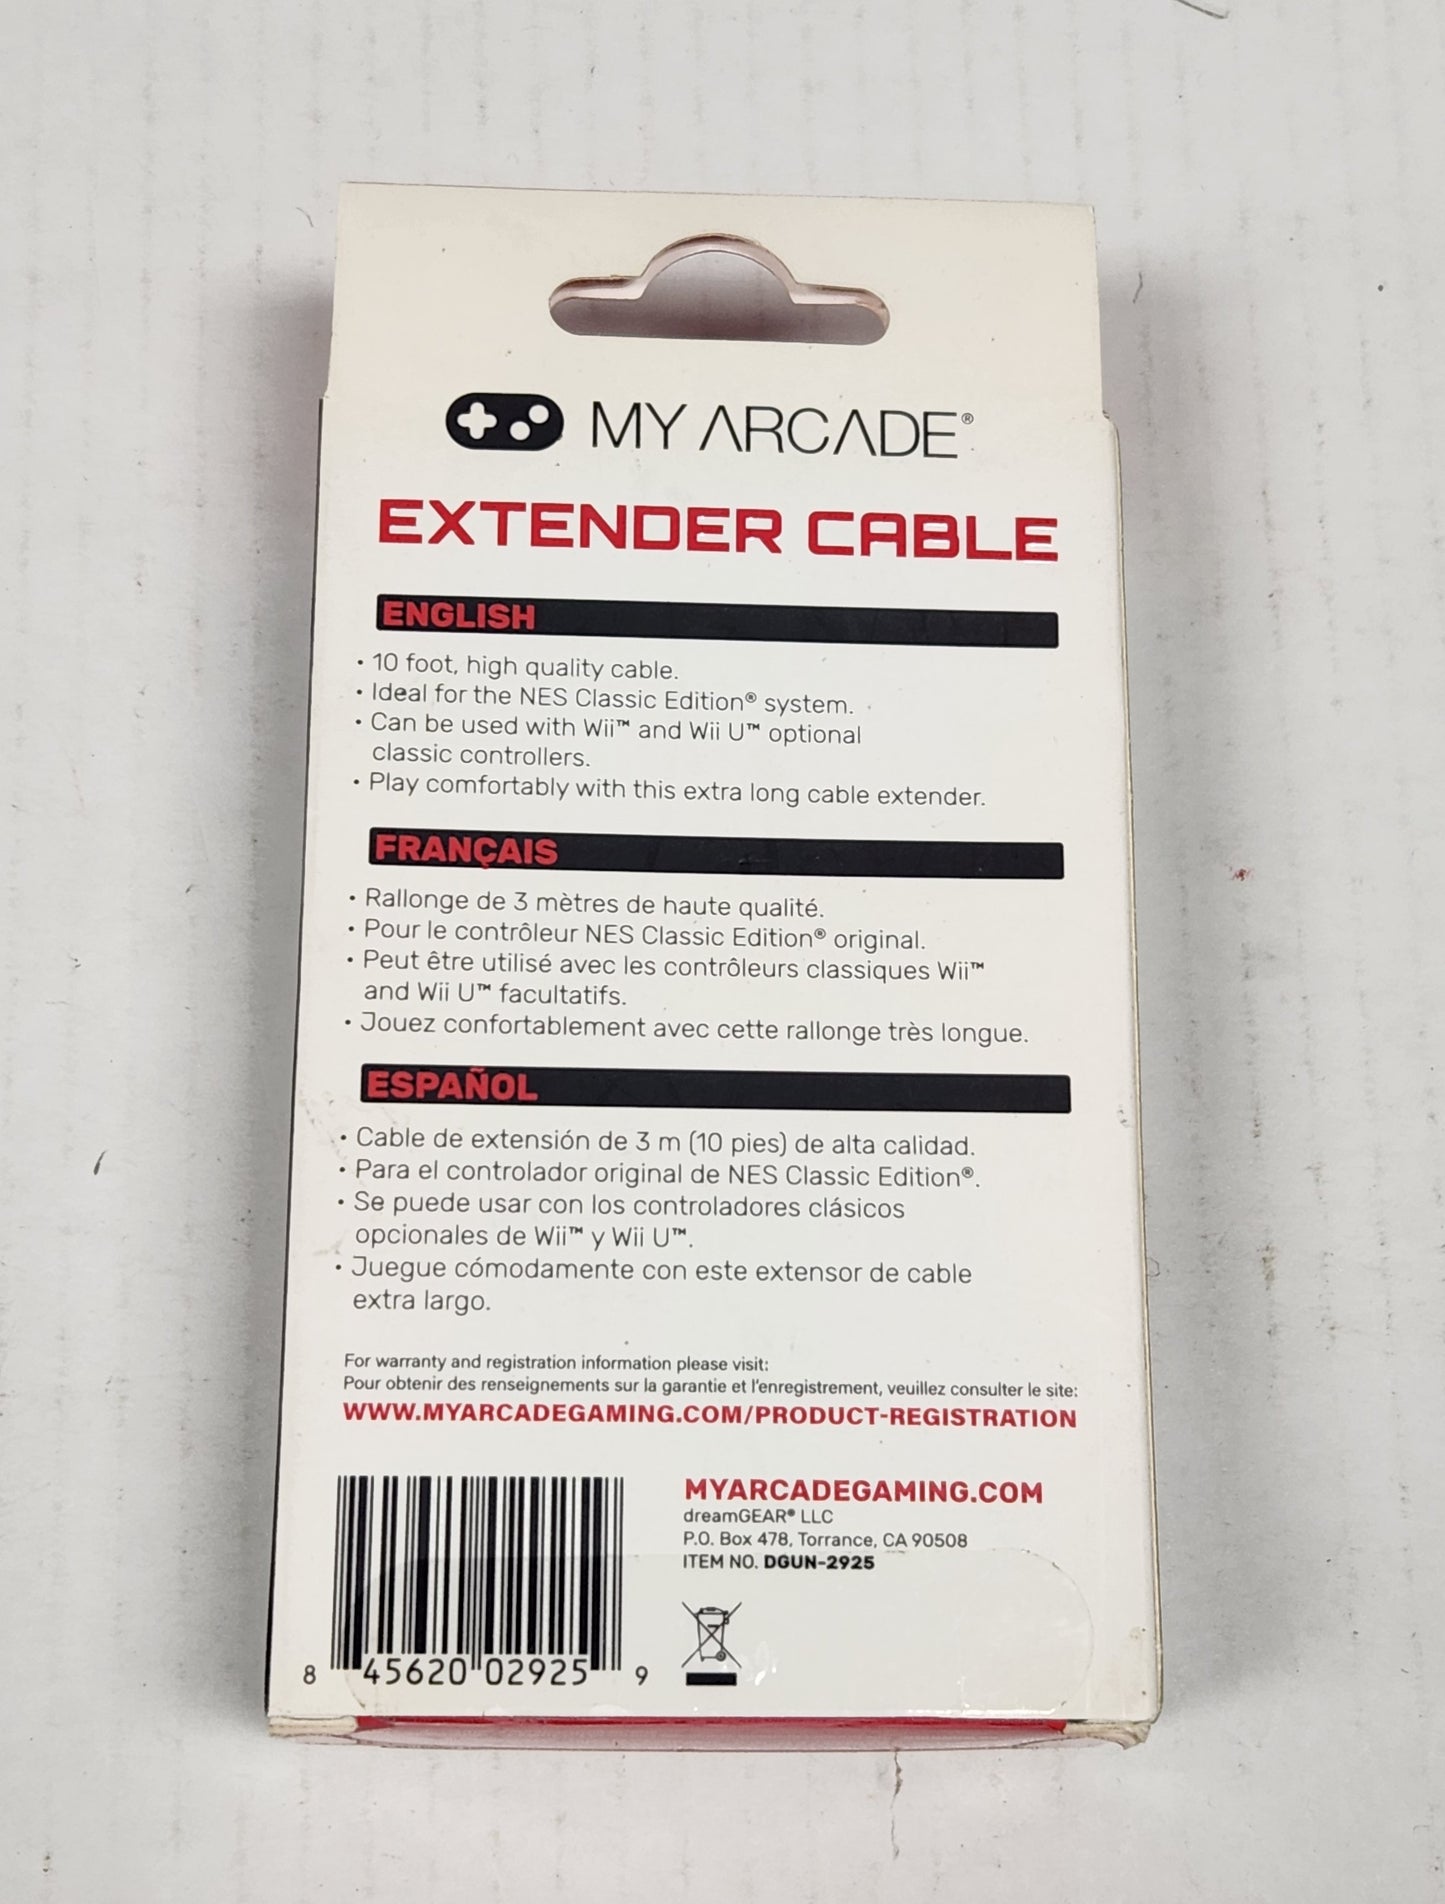 MY ARCADE®
EXTENDER CABLE
ENGLISH
• 10 foot, high quality cable.
• Ideal for the NES Classic Edition® system.
• Can be used with Wii™ and Wii U™ optional
classic controllers.
• Play comfortably with this extra long cable extender.
FRANÇAIS
• Rallonge de 3 mètres de haute qualité.
• Pour le contrôleur NES Classic Edition® original.
• Peut être utilisé avec les contrôleurs classiques Wii™
and Wii U™ facultatifs.
• Jouez confortablement avec cette rallonge très longue.
ESPAÑOL
• Cable de extensión de 3 m (10 pies) de alta calidad.
• Para el controlador original de NES Classic Edition®.
• Se puede usar con los controladores clásicos
opcionales de Wii™ y Wii U™.
• Juegue cómodamente con este extensor de cable
extra largo.
For warranty and registration information please visit:
Pour obtenir des renseignements sur la garantie et l'enregistrement, veuillez consulter le site:
WWW.MYARCADEGAMING.COM/PRODUCT-REGISTRATION
MYARCADEGAMING.COM
dreamGEAR® LLC
P.O. Box 478, Torrance, CA 90508
ITEM NO. DGUN-2925
8 45620 02925 9